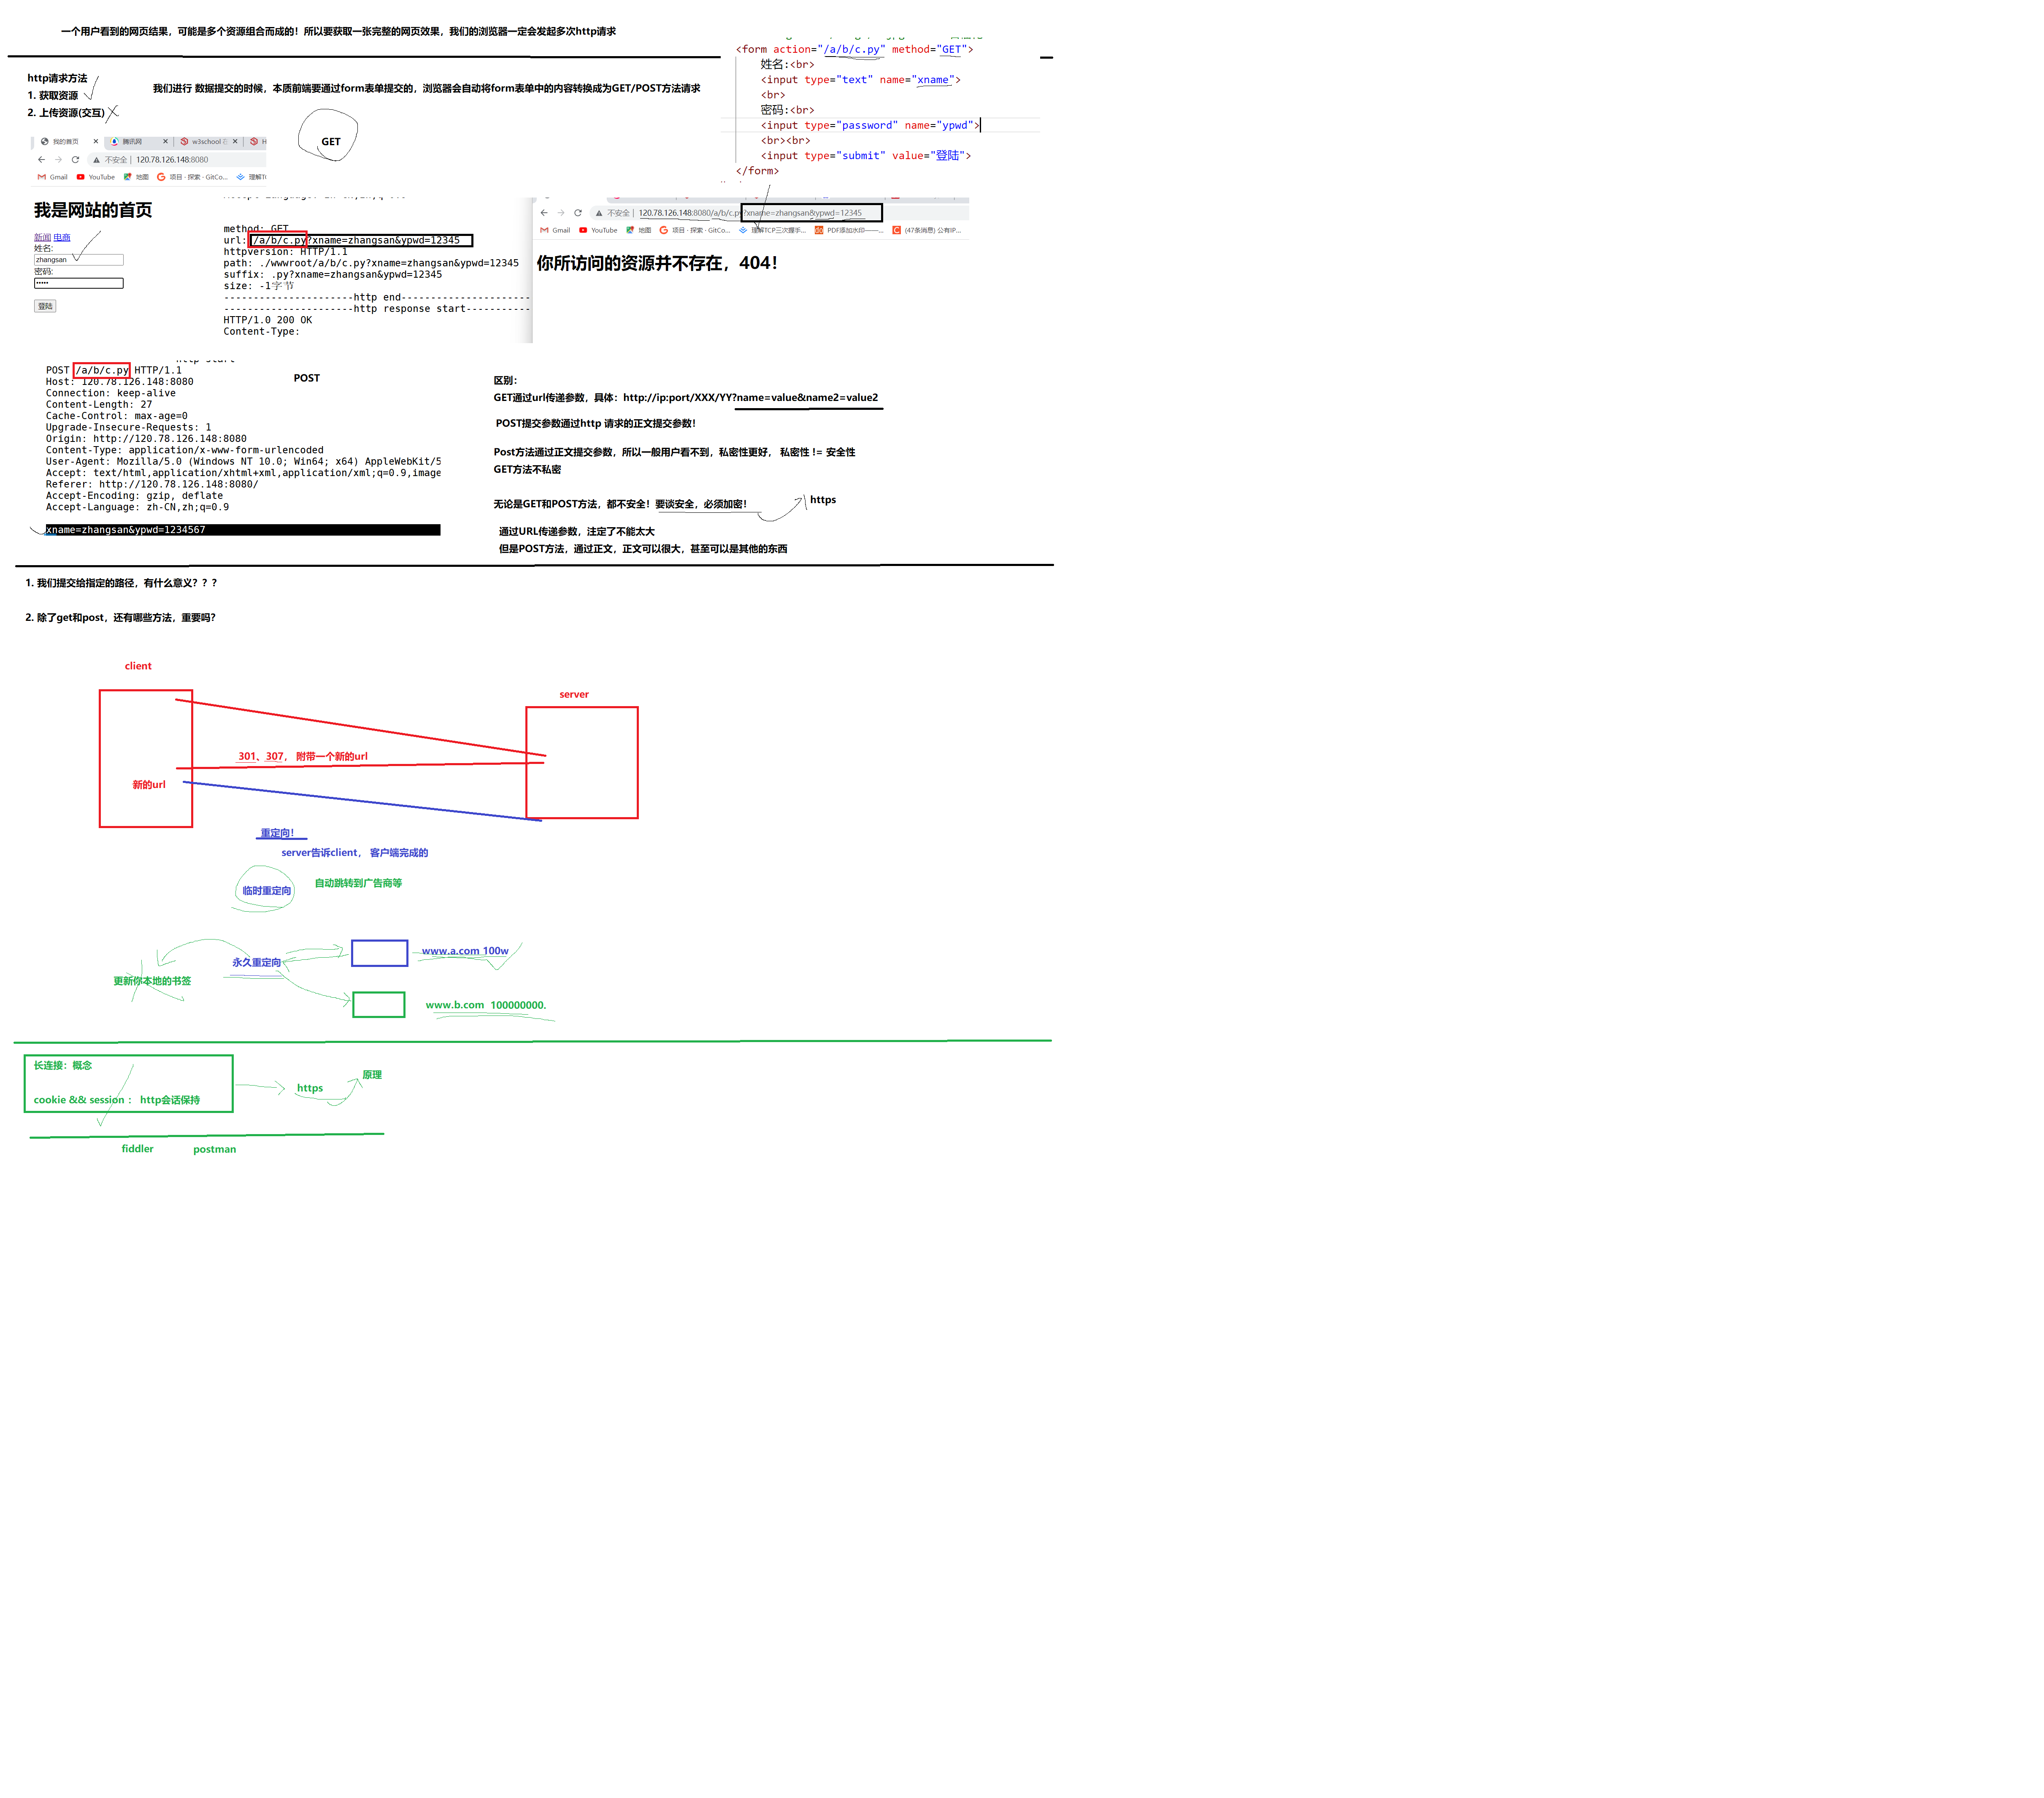 一个用户看到的网页结果，可能是多个资源组合而成的！所以要获取一张完整的网页效果，我们的浏览器一定会发起多次http请求
http请求方法
1. 获取资源
2. 上传资源(交互)
我们进行 数据提交的时候，本质前端要通过form表单提交的，浏览器会自动将form表单中的内容转换成为GET/POST方法请求
GET
<form action="/a/b/c.py" method="GET">
姓名:<br>
<input type="text" name="xname">
<br>
密码:<br>
<input type="password" name="ypwd">
<br><br>
<input type="submit" value="登陆">
</form>
我的首页
腾讯网
w3school 在
H
不安全 | 120.78.126.148:8080
Gmail YouTube 地图 项目 · 探索 · GitCo... 理解TC
我是网站的首页
新闻 电商
姓名:
zhangsan
密码:
•••••
登陆
method: GET
url: /a/b/c.py?xname=zhangsan&ypwd=12345
httpversion: HTTP/1.1
path: ./wwwroot/a/b/c.py?xname=zhangsan&ypwd=12345
suffix: .py?xname=zhangsan&ypwd=12345
size: -1字节
----------------------http end----------------------
----------------------http response start-----------
HTTP/1.0 200 OK
Content-Type:
不安全 | 120.78.126.148:8080/a/b/c.py?xname=zhangsan&ypwd=12345
Gmail YouTube 地图 项目 · 探索 · GitCo... 理解TCP三次握手... PDF添加水印——... (47条消息) 公有IP...
你所访问的资源并不存在，404！
POST /a/b/c.py HTTP/1.1
Host: 120.78.126.148:8080
Connection: keep-alive
Content-Length: 27
Cache-Control: max-age=0
Upgrade-Insecure-Requests: 1
Origin: http://120.78.126.148:8080
Content-Type: application/x-www-form-urlencoded
User-Agent: Mozilla/5.0 (Windows NT 10.0; Win64; x64) AppleWebKit/5
Accept: text/html,application/xhtml+xml,application/xml;q=0.9,image
Referer: http://120.78.126.148:8080/
Accept-Encoding: gzip, deflate
Accept-Language: zh-CN,zh;q=0.9
xname=zhangsan&ypwd=1234567
POST
区别：
GET通过url传递参数，具体：http://ip:port/XXX/YY?name=value&name2=value2
POST提交参数通过http 请求的正文提交参数！
Post方法通过正文提交参数，所以一般用户看不到，私密性更好， 私密性 != 安全性
GET方法不私密
无论是GET和POST方法，都不安全！要谈安全，必须加密！
https
通过URL传递参数，注定了不能太大
但是POST方法，通过正文，正文可以很大，甚至可以是其他的东西
1. 我们提交给指定的路径，有什么意义？？？
2. 除了get和post，还有哪些方法，重要吗？
client
server
301、307， 附带一个新的url
新的url
重定向！
server告诉client， 客户端完成的
临时重定向
自动跳转到广告商等
www.a.com 100w
永久重定向
更新你本地的书签
www.b.com 100000000.
长连接：概念
cookie && session ： http会话保持
https
原理
fiddler
postman